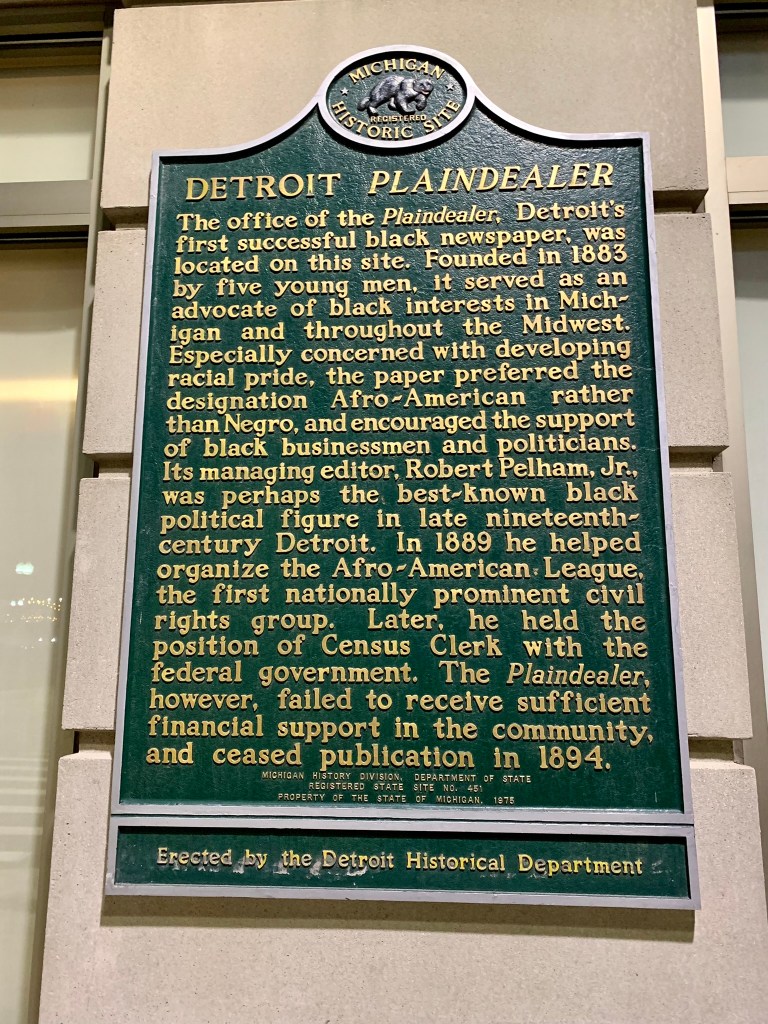 MICHIGAN
REGISTERED
HISTORIC SITE
DETROIT PLAINDEALER
The office of the Plaindealer, Detroit's
first successful black newspaper, was
located on this site. Founded in 1883
by five young men, it served as an
advocate of black interests in Mich-
igan and throughout the Midwest.
Especially concerned with developing
racial pride, the paper preferred the
designation Afro-American rather
than Negro, and encouraged the support
of black businessmen and politicians.
Its managing editor, Robert Pelham, Jr.,
was perhaps the best-known black
political figure in late nineteenth-
century Detroit. In 1889 he helped
organize the Afro-American League,
the first nationally prominent civil
rights group. Later, he held the
position of Census Clerk with the
federal government. The Plaindealer,
however, failed to receive sufficient
financial support in the community,
and ceased publication in 1894.
MICHIGAN HISTORY DIVISION, DEPARTMENT OF STATE
REGISTERED STATE SITE NO. 451
PROPERTY OF THE STATE OF MICHIGAN, 1975
Erected by the Detroit Historical Department